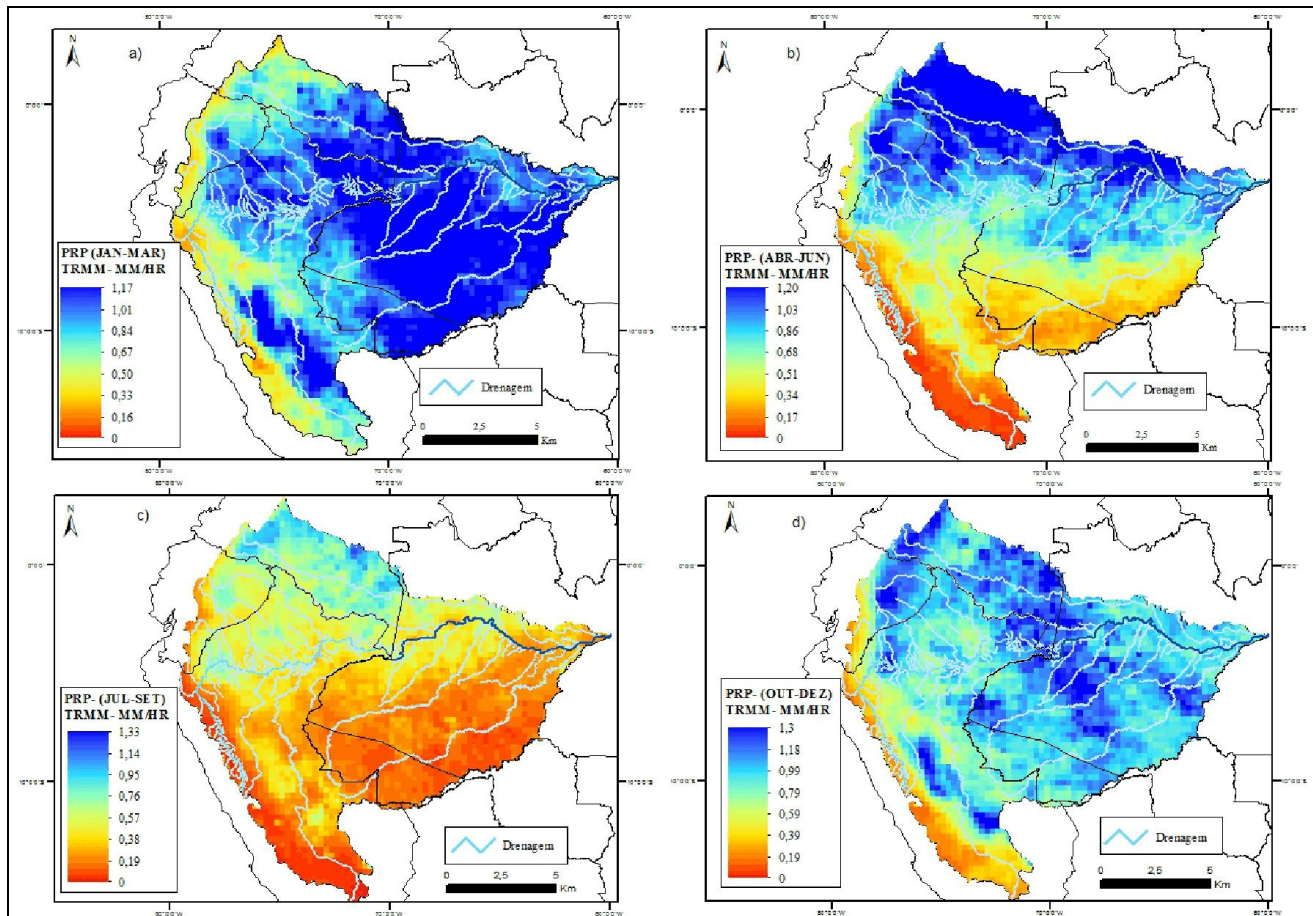 N
a)
PRP (JAN-MAR)
TRMM - MM/HR
1,17
1,01
0,84
0,67
0,50
0,33
0,16
0
Drenagem
0 2,5 5
Km
N
b)
PRP- (ABR-JUN)
TRMM - MM/HR
1,20
1,03
0,86
0,68
0,51
0,34
0,17
0
Drenagem
0 2,5 5
Km
N
c)
PRP- (JUL-SET)
TRMM - MM/HR
1,33
1,14
0,95
0,76
0,57
0,38
0,19
0
Drenagem
0 2,5 5
Km
N
d)
PRP- (OUT-DEZ)
TRMM - MM/HR
1,3
1,18
0,99
0,79
0,59
0,39
0,19
0
Drenagem
0 2,5 5
Km